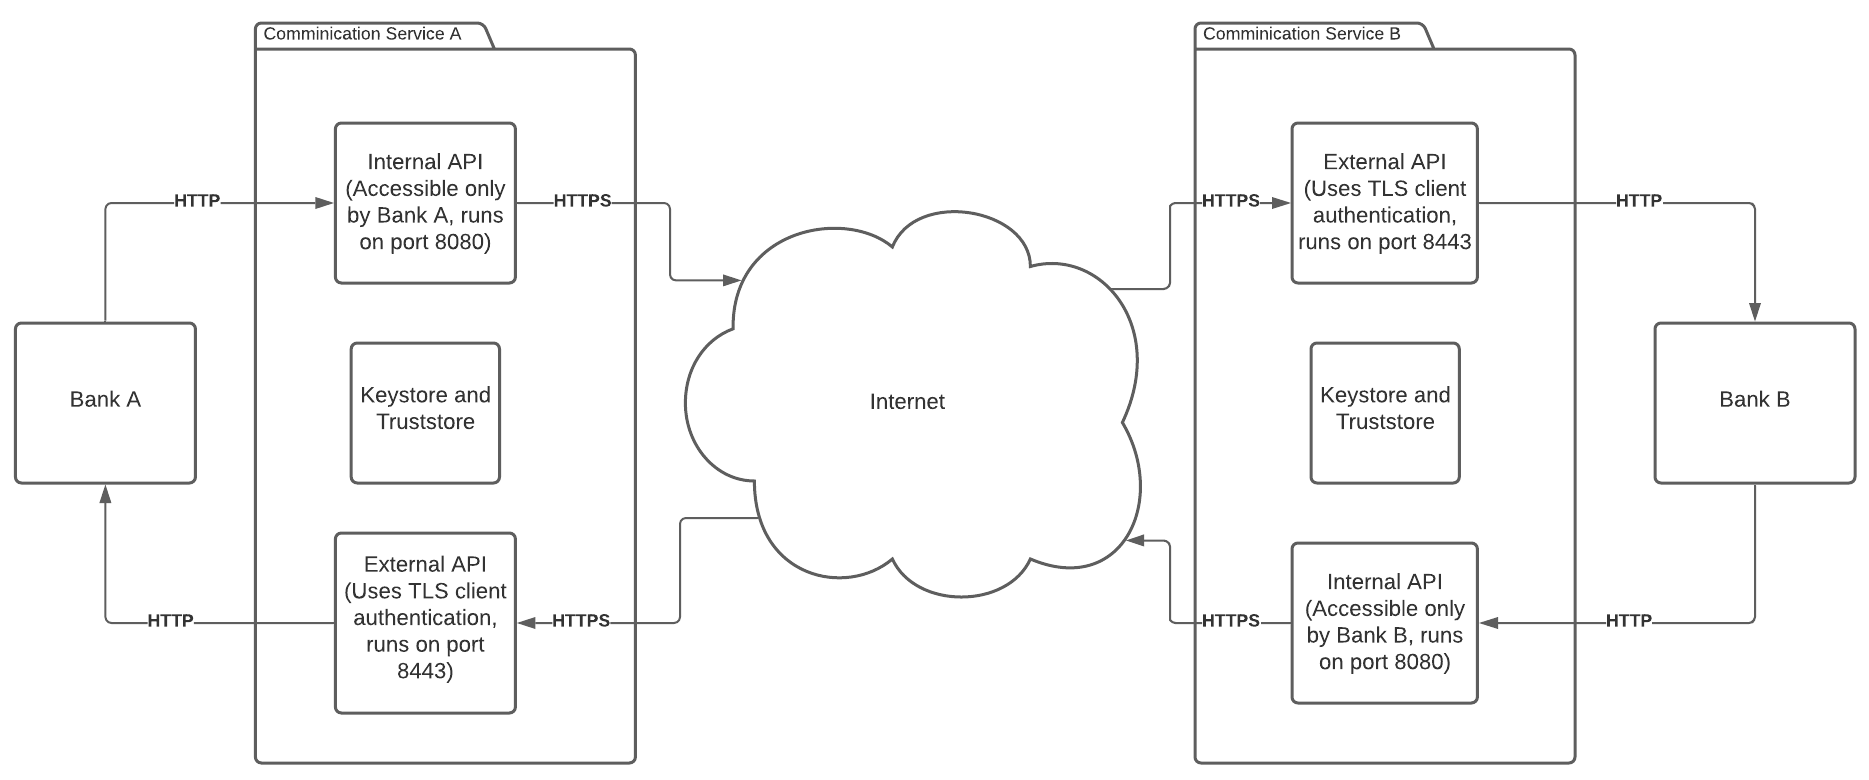 Comminication Service A
Comminication Service B
Internal API
(Accessible only
by Bank A, runs
on port 8080)
External API
(Uses TLS client
authentication,
runs on port 8443
HTTP
HTTPS
HTTPS
HTTP
Bank A
Keystore and
Truststore
Internet
Keystore and
Truststore
Bank B
External API
(Uses TLS client
authentication,
runs on port
8443)
Internal API
(Accessible only
by Bank B, runs
on port 8080)
HTTP
HTTPS
HTTPS
HTTP